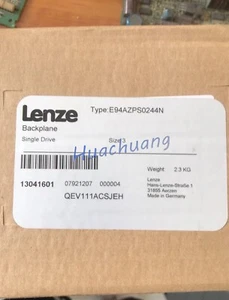 Lenze
Type:E94AZPS0244N
Backplane
Single Drive
Size:3
Huachuang
Weight: 2.3 KG
13041601
07921207 000004
QEV111ACSJEH
Lenze
Hans-Lenze-Straße 1
31855 Aerzen
Made in Germany